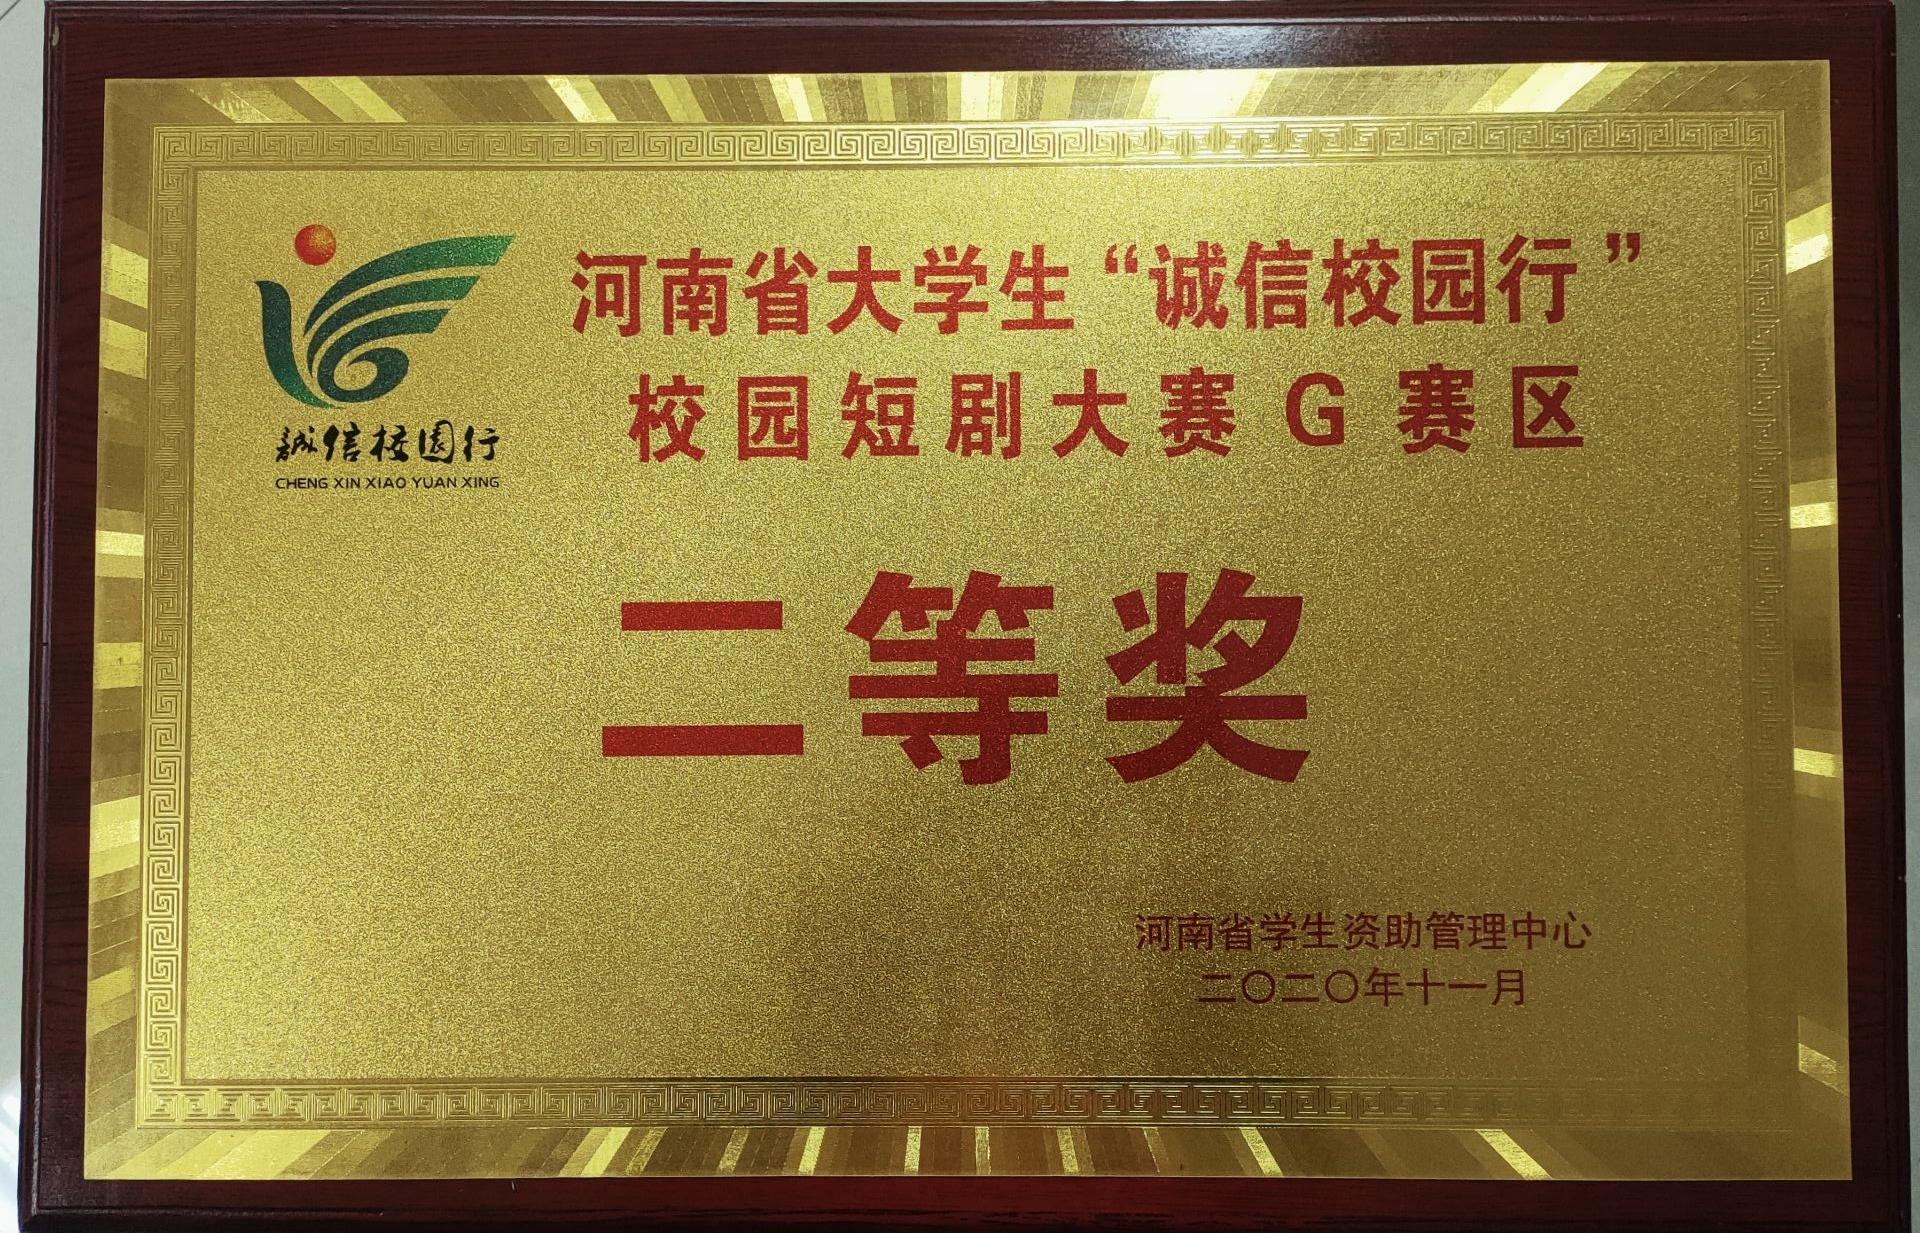 河南省大学生“诚信校园行”
校园短剧大赛G赛区
誠信校園行
CHENG XIN XIAO YUAN XING
二等奖
河南省学生资助管理中心
二〇二〇年十一月